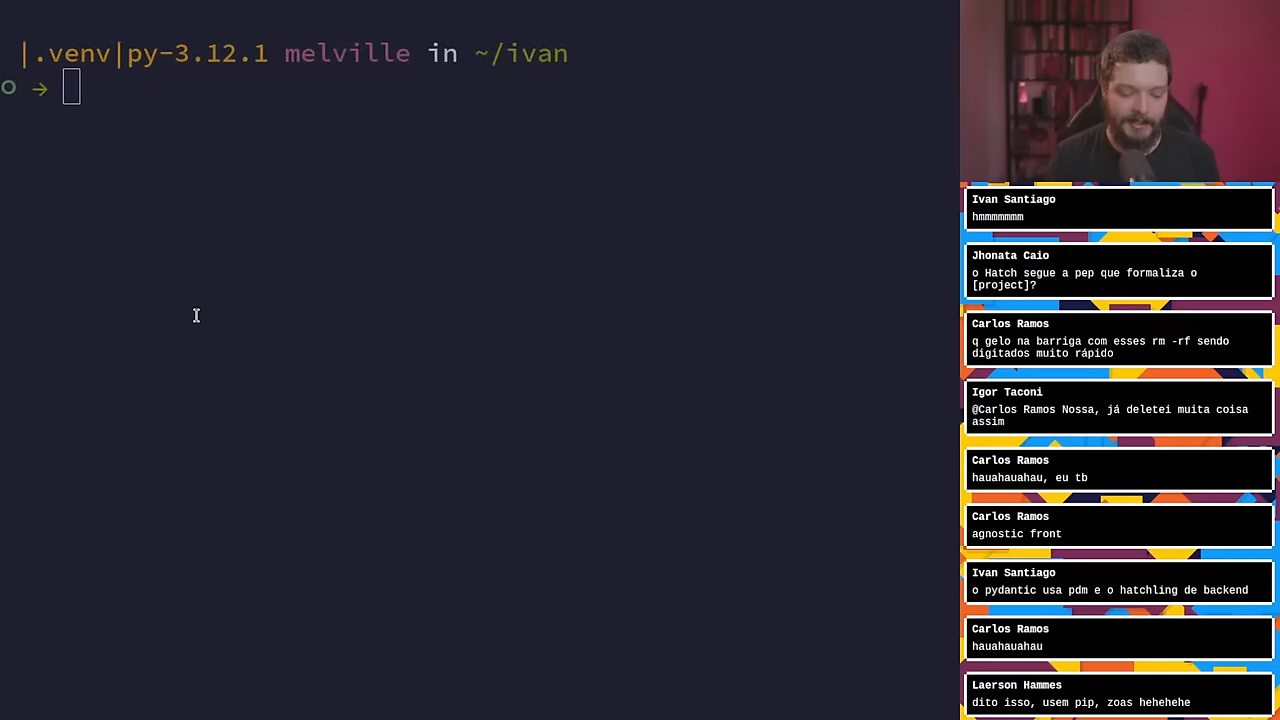 |.venv|py-3.12.1 melville in ~/ivan
Ivan Santiago
hmmmmmmm
Jhonata Caio
o Hatch segue a pep que formaliza o
[project]?
Carlos Ramos
q gelo na barriga com esses rm -rf sendo
digitados muito rápido
Igor Taconi
@Carlos Ramos Nossa, já deletei muita coisa
assim
Carlos Ramos
hauahauahau, eu tb
Carlos Ramos
agnostic front
Ivan Santiago
o pydantic usa pdm e o hatchling de backend
Carlos Ramos
hauahauahau
Laerson Hammes
dito isso, usem pip, zoas hehehehe